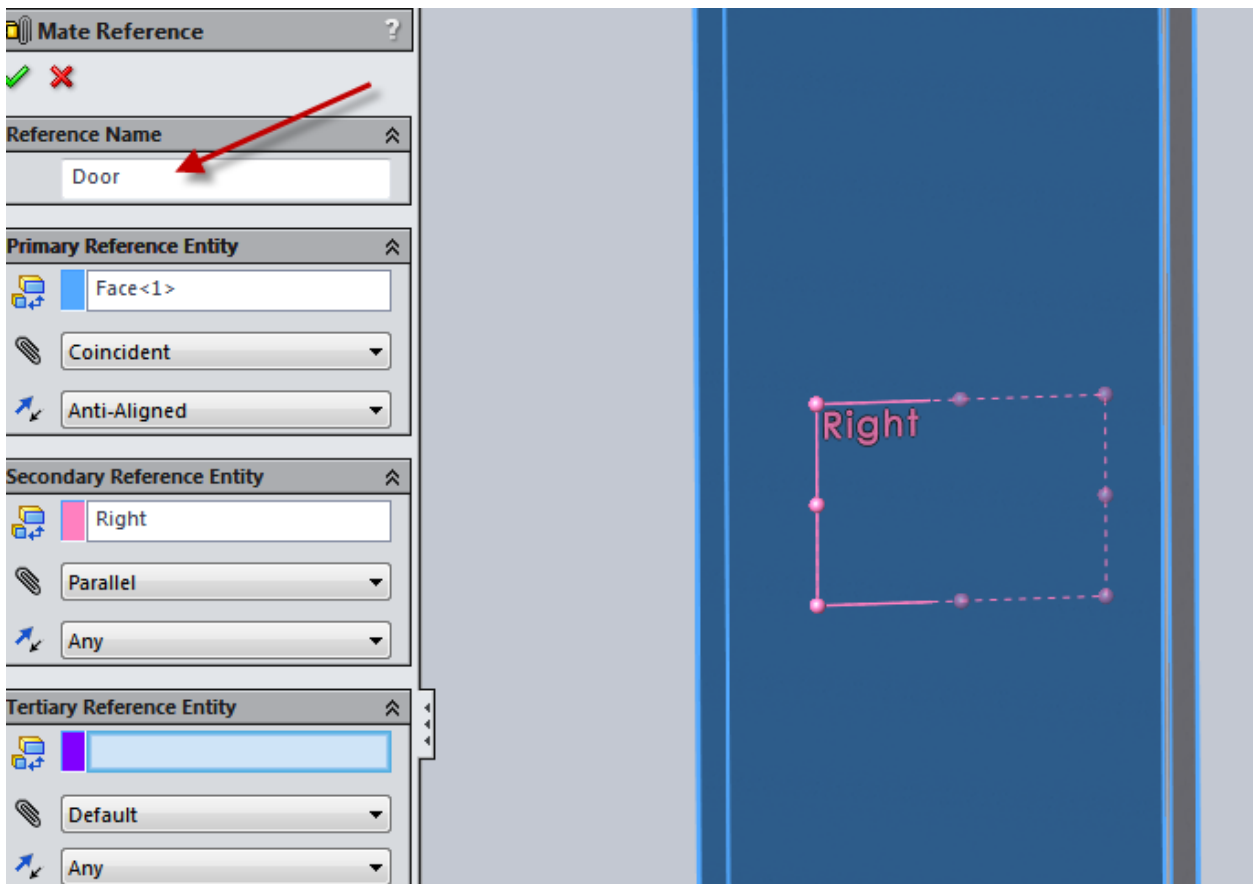 Mate Reference ?
Reference Name
Door
Primary Reference Entity
Face<1>
Coincident
Anti-Aligned
Secondary Reference Entity
Right
Parallel
Any
Tertiary Reference Entity
Default
Any
Right